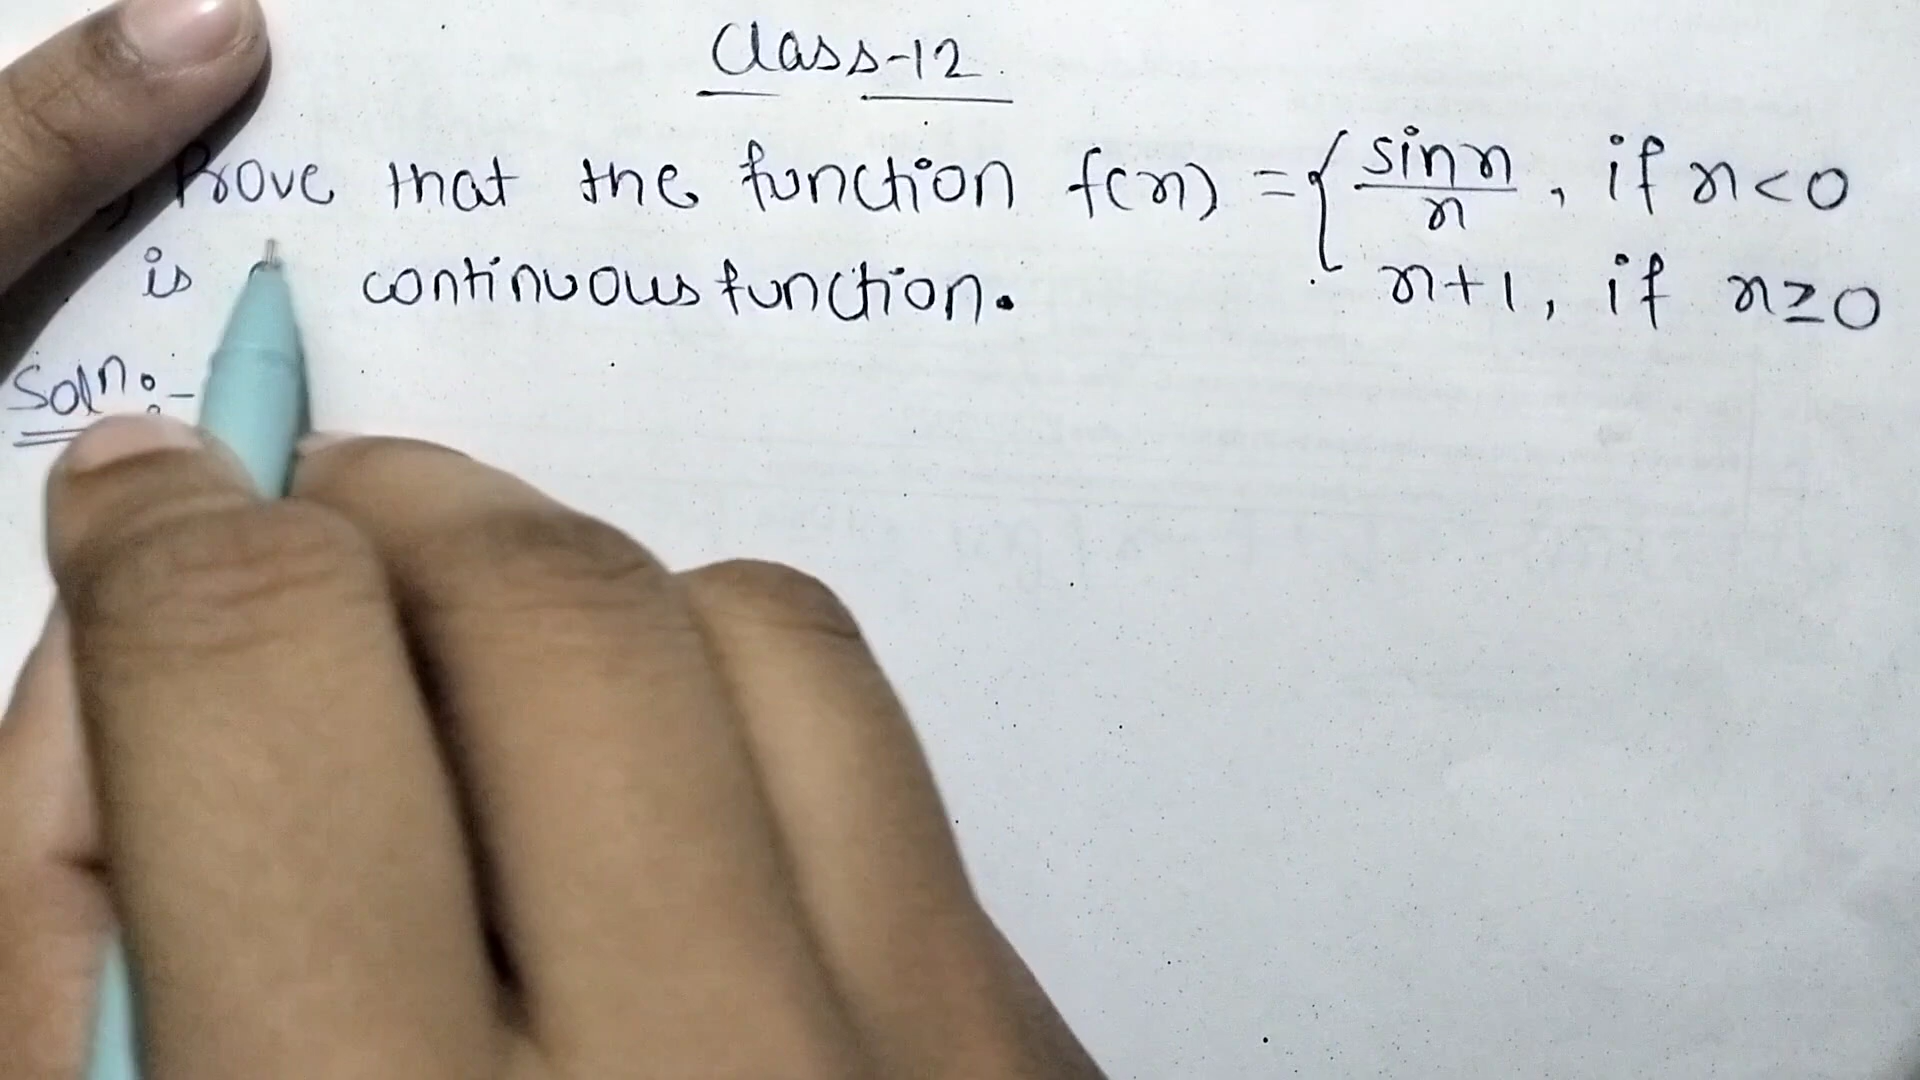 Class-12
Prove that the function f(x) = { sin x / x , if x < 0
is continuous function. x+1, if x ≥ 0
Soln:-